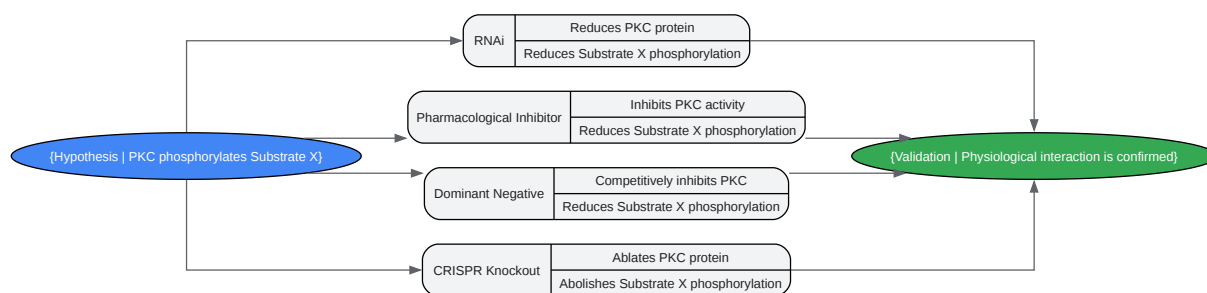 RNAi
Reduces PKC protein
Reduces Substrate X phosphorylation
Pharmacological Inhibitor
Inhibits PKC activity
Reduces Substrate X phosphorylation
{Hypothesis | PKC phosphorylates Substrate X}
{Validation | Physiological interaction is confirmed}
Dominant Negative
Competitively inhibits PKC
Reduces Substrate X phosphorylation
CRISPR Knockout
Ablates PKC protein
Abolishes Substrate X phosphorylation